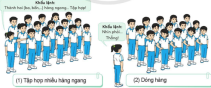 Khẩu lệnh:
Thành hai (ba, bốn,...) hàng ngang - Tập hợp!
Khẩu lệnh:
Nhìn phải...
Thẳng!
(1) Tập hợp nhiều hàng ngang
(2) Dóng hàng